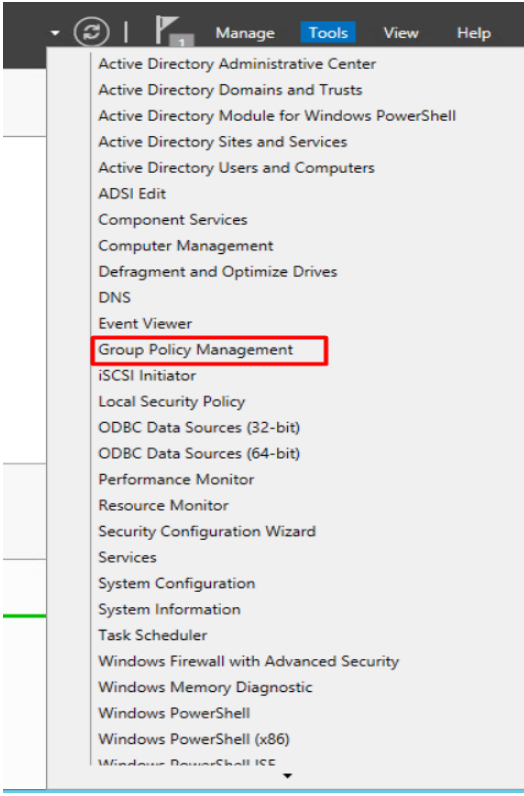 1 Manage Tools View Help
Active Directory Administrative Center
Active Directory Domains and Trusts
Active Directory Module for Windows PowerShell
Active Directory Sites and Services
Active Directory Users and Computers
ADSI Edit
Component Services
Computer Management
Defragment and Optimize Drives
DNS
Event Viewer
Group Policy Management
iSCSI Initiator
Local Security Policy
ODBC Data Sources (32-bit)
ODBC Data Sources (64-bit)
Performance Monitor
Resource Monitor
Security Configuration Wizard
Services
System Configuration
System Information
Task Scheduler
Windows Firewall with Advanced Security
Windows Memory Diagnostic
Windows PowerShell
Windows PowerShell (x86)
Windows PowerShell ISE